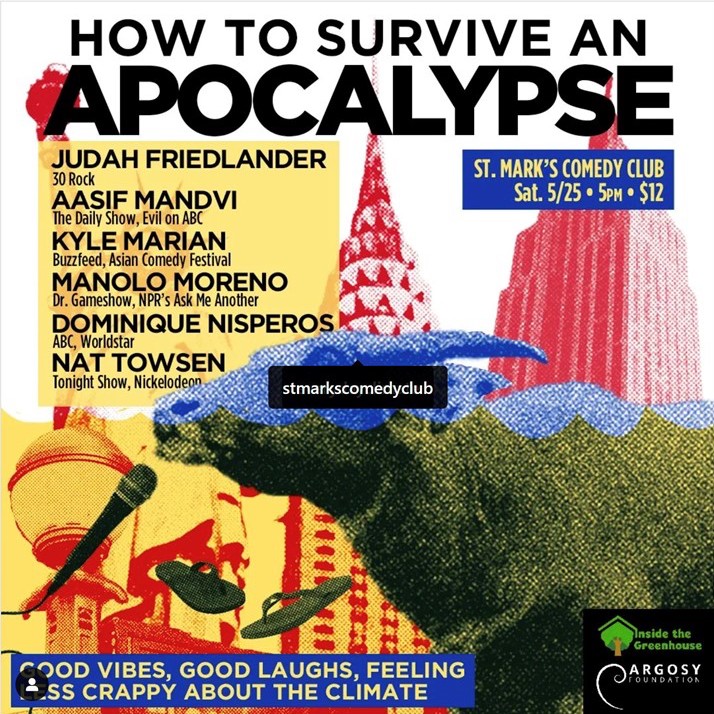 HOW TO SURVIVE AN
APOCALYPSE
JUDAH FRIEDLANDER
30 Rock
AASIF MANDVI
The Daily Show, Evil on ABC
KYLE MARIAN
Buzzfeed, Asian Comedy Festival
MANOLO MORENO
Dr. Gameshow, NPR's Ask Me Another
DOMINIQUE NISPEROS
ABC, Worldstar
NAT TOWSEN
Tonight Show, Nickelodeon
ST. MARK'S COMEDY CLUB
Sat. 5/25 • 5PM • $12
stmarkscomedyclub
Inside the
Greenhouse
ARGOSY
FOUNDATION
GOOD VIBES, GOOD LAUGHS, FEELING
LESS CRAPPY ABOUT THE CLIMATE